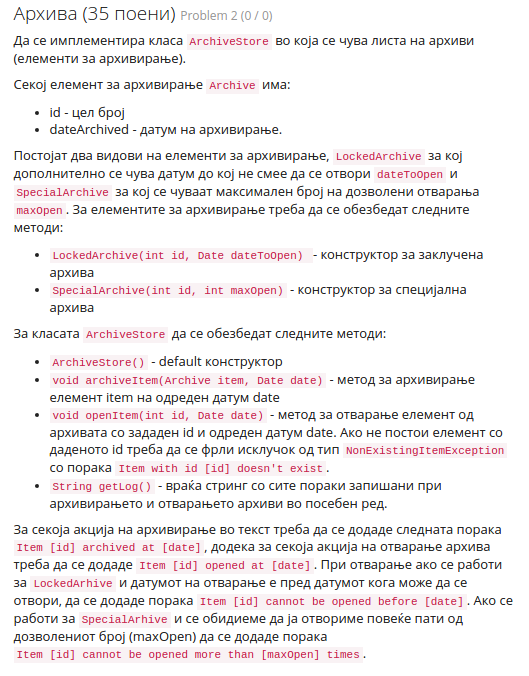 Архива (35 поени) Problem 2 (0 / 0)
Да се имплементира класа ArchiveStore во која се чува листа на архиви
(елементи за архивирање).
Секој елемент за архивирање Archive има:
• id - цел број
• dateArchived - датум на архивирање.
Постојат два видови на елементи за архивирање, LockedArchive за кој
дополнително се чува датум до кој не смее да се отвори dateToOpen и
SpecialArchive за кој се чуваат максимален број на дозволени отварања
maxOpen. За елементите за архивирање треба да се обезбедат следните
методи:
• LockedArchive(int id, Date dateToOpen) - конструктор за заклучена
архива
• SpecialArchive(int id, int maxOpen) - конструктор за специјална
архива
За класата ArchiveStore да се обезбедат следните методи:
• ArchiveStore() - default конструктор
• void archiveItem(Archive item, Date date) - метод за архивирање
елемент item на одреден датум date
• void openItem(int id, Date date) - метод за отварање елемент од
архивата со зададен id и одреден датум date. Ако не постои елемент со
даденото id треба да се фрли исклучок од тип NonExistingItemException
со порака Item with id [id] doesn't exist.
• String getLog() - враќа стринг со сите пораки запишани при
архивирањето и отварањето архиви во посебен ред.
За секоја акција на архивирање во текст треба да се додаде следната порака
Item [id] archived at [date], додека за секоја акција на отварање архива
треба да се додаде Item [id] opened at [date]. При отварање ако се работи
за LockedArhive и датумот на отварање е пред датумот кога може да се
отвори, да се додаде порака Item [id] cannot be opened before [date]. Ако се
работи за SpecialArhive и се обидиеме да ја отвориме повеќе пати од
дозволениот број (maxOpen) да се додаде порака
Item [id] cannot be opened more than [maxOpen] times.